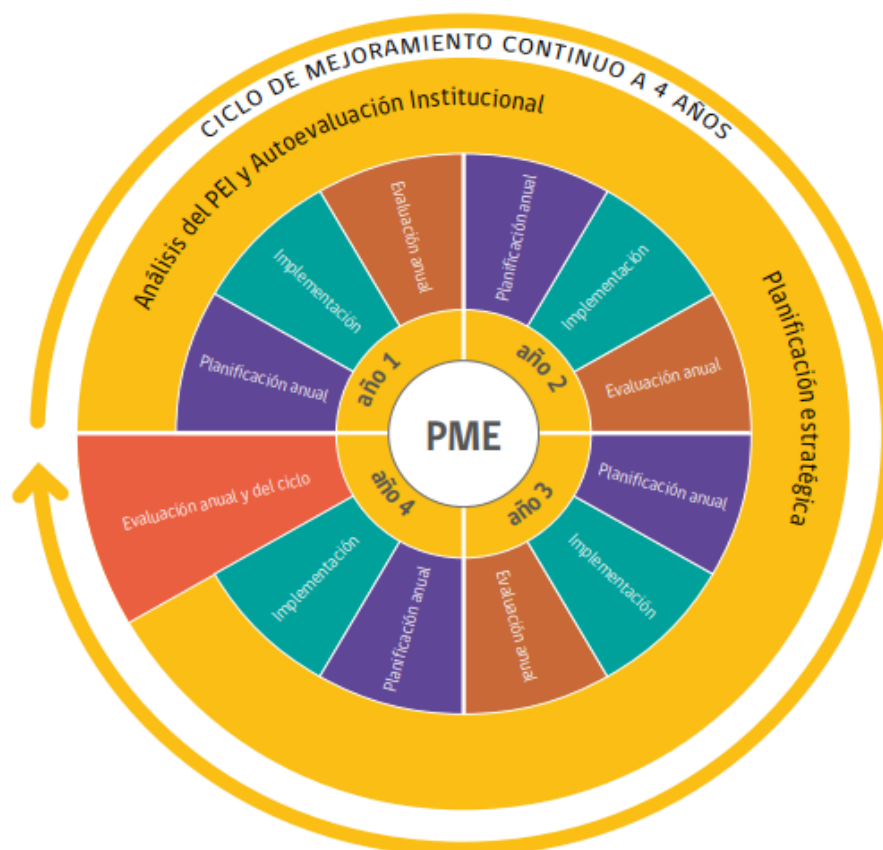 CICLO DE MEJORAMIENTO CONTINUO A 4 AÑOS
Análisis del PEI y Autoevaluación Institucional
Planificación estratégica
PME
año 1
Planificación anual
Implementación
Evaluación anual
año 2
Planificación anual
Implementación
Evaluación anual
año 3
Planificación anual
Implementación
Evaluación anual
año 4
Planificación anual
Implementación
Evaluación anual y del ciclo